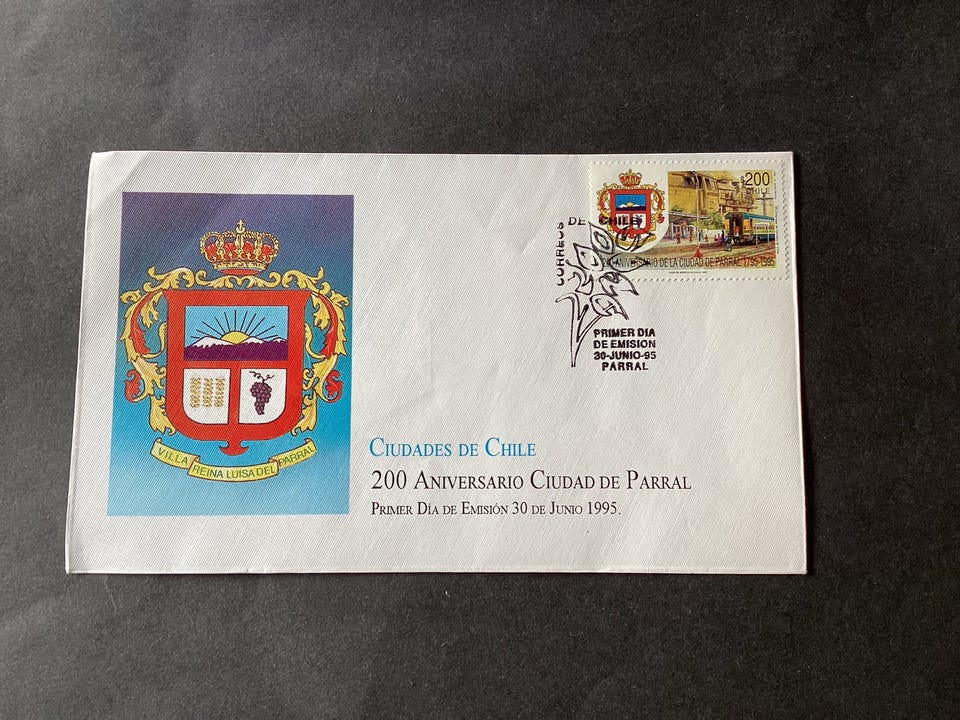 $200
CHILE
200 ANIVERSARIO DE LA CIUDAD DE PARRAL 1795-1995
CORREOS DE CHILE
200
PRIMER DIA
DE EMISION
30-JUNIO-95
PARRAL
VILLA REINA LUISA DEL PARRAL
CIUDADES DE CHILE
200 ANIVERSARIO CIUDAD DE PARRAL
PRIMER DÍA DE EMISIÓN 30 DE JUNIO 1995.